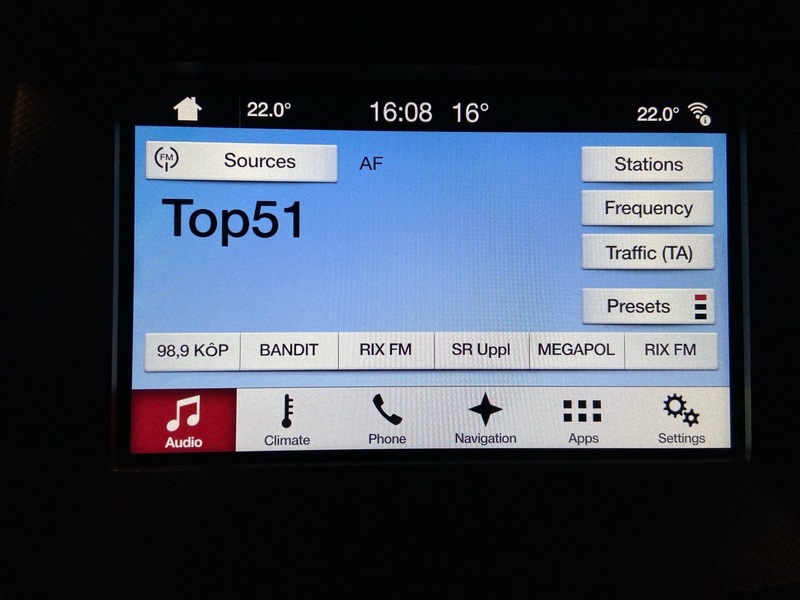 22.0° 16:08 16° 22.0°
FM Sources AF Stations
Top51
Frequency
Traffic (TA)
Presets
98,9 KÔP BANDIT RIX FM SR Uppl MEGAPOL RIX FM
Audio Climate Phone Navigation Apps Settings